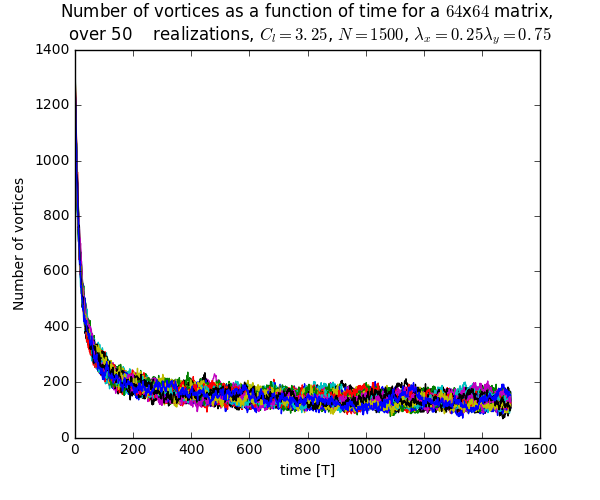 Number of vortices as a function of time for a 64x64 matrix,
over 50    realizations, C_l = 3.25, N = 1500, λ_x = 0.25λ_y = 0.75
1400
1200
1000
800
600
400
200
0
Number of vortices
0 200 400 600 800 1000 1200 1400 1600
time [T]